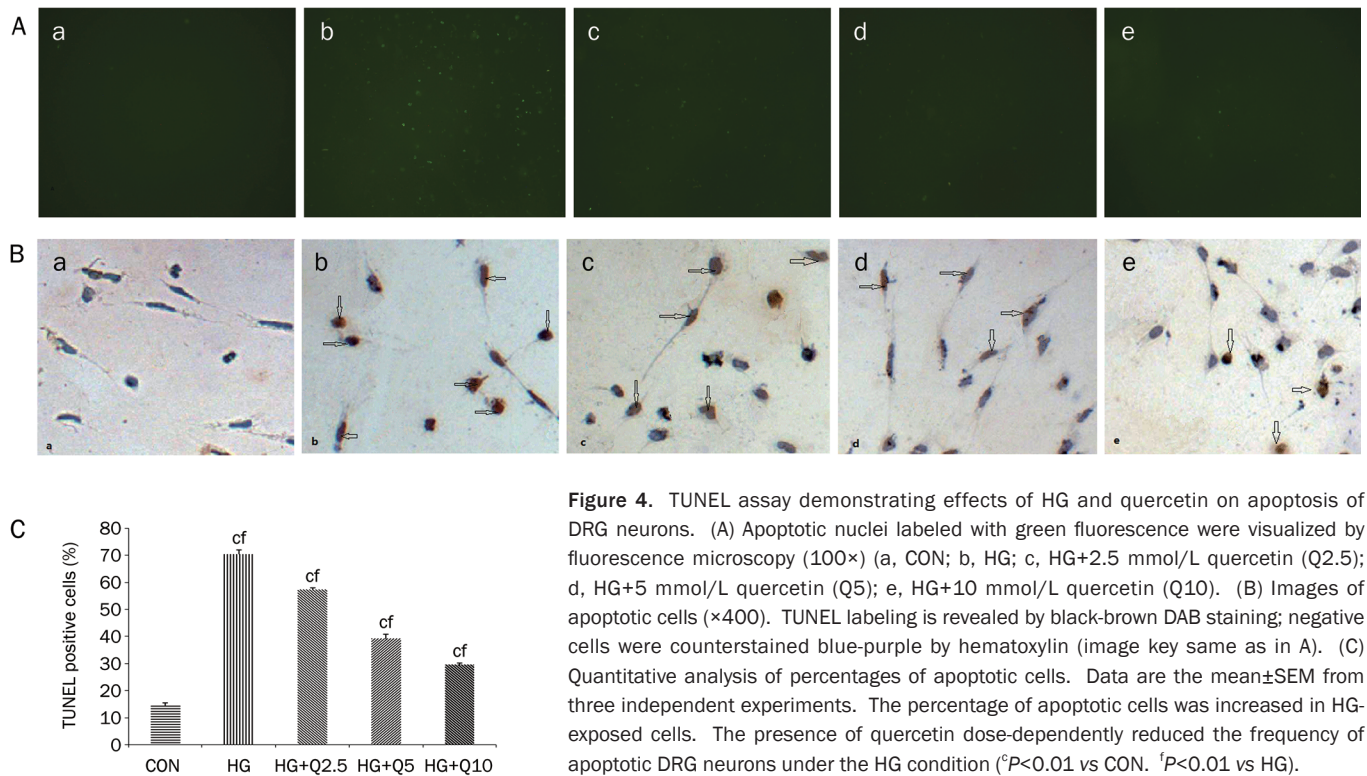 A
a
b
c
d
e
B
a
b
c
d
e
a
b
c
d
e
C
TUNEL positive cells (%)
80
70
60
50
40
30
20
10
0
cf
cf
cf
cf
CON
HG
HG+Q2.5
HG+Q5
HG+Q10
Figure 4. TUNEL assay demonstrating effects of HG and quercetin on apoptosis of
DRG neurons. (A) Apoptotic nuclei labeled with green fluorescence were visualized by
fluorescence microscopy (100×) (a, CON; b, HG; c, HG+2.5 mmol/L quercetin (Q2.5);
d, HG+5 mmol/L quercetin (Q5); e, HG+10 mmol/L quercetin (Q10). (B) Images of
apoptotic cells (×400). TUNEL labeling is revealed by black-brown DAB staining; negative
cells were counterstained blue-purple by hematoxylin (image key same as in A). (C)
Quantitative analysis of percentages of apoptotic cells. Data are the mean±SEM from
three independent experiments. The percentage of apoptotic cells was increased in HG-
exposed cells. The presence of quercetin dose-dependently reduced the frequency of
apoptotic DRG neurons under the HG condition (ᶜP<0.01 vs CON. ᶠP<0.01 vs HG).